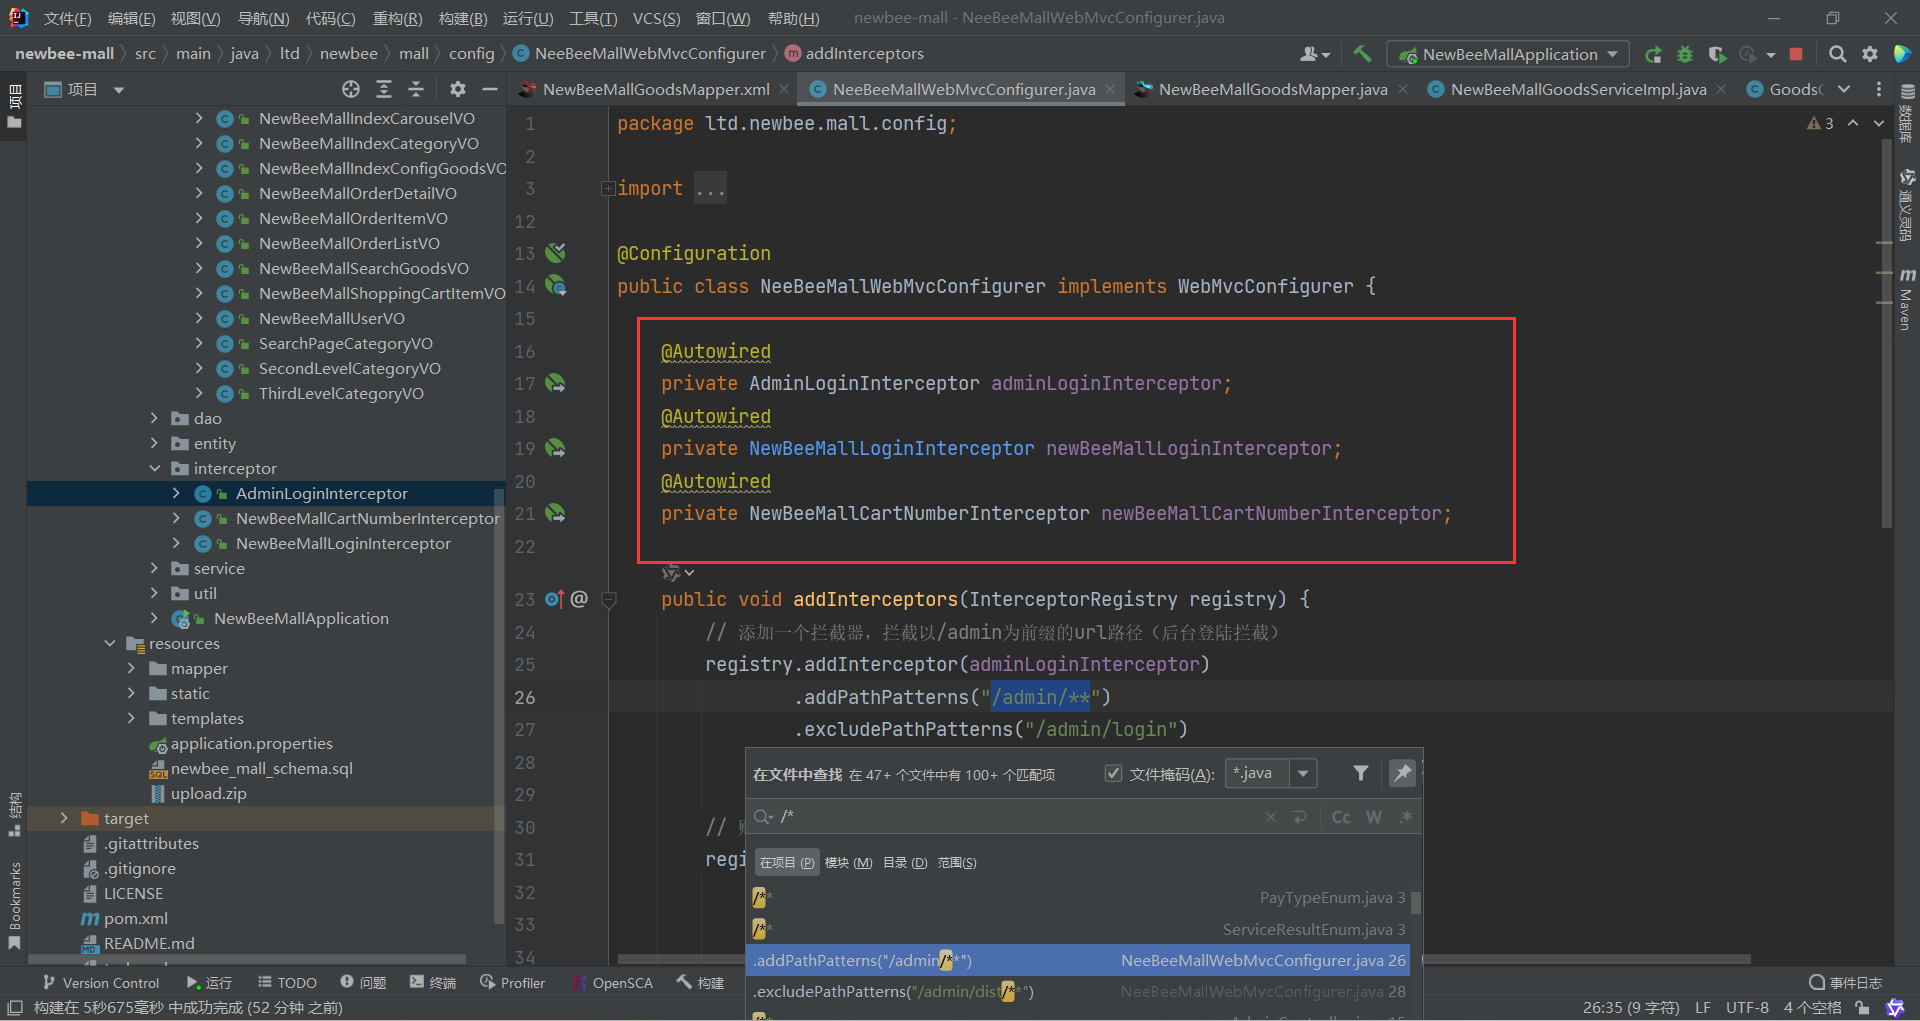 文件(F) 编辑(E) 视图(V) 导航(N) 代码(C) 重构(R) 构建(B) 运行(U) 工具(T) VCS(S) 窗口(W) 帮助(H) newbee-mall - NeeBeeMallWebMvcConfigurer.java
newbee-mall src main java ltd newbee mall config NeeBeeMallWebMvcConfigurer addInterceptors NewBeeMallApplication
项目
NewBeeMallGoodsMapper.xml NeeBeeMallWebMvcConfigurer.java NewBeeMallGoodsMapper.java NewBeeMallGoodsServiceImpl.java GoodsC
项目
结构
Bookmarks
NewBeeMallIndexCarouselVO
NewBeeMallIndexCategoryVO
NewBeeMallIndexConfigGoodsVO
NewBeeMallOrderDetailVO
NewBeeMallOrderItemVO
NewBeeMallOrderListVO
NewBeeMallSearchGoodsVO
NewBeeMallShoppingCartItemVO
NewBeeMallUserVO
SearchPageCategoryVO
SecondLevelCategoryVO
ThirdLevelCategoryVO
dao
entity
interceptor
AdminLoginInterceptor
NewBeeMallCartNumberInterceptor
NewBeeMallLoginInterceptor
service
util
NewBeeMallApplication
resources
mapper
static
templates
application.properties
newbee_mall_schema.sql
upload.zip
target
.gitattributes
.gitignore
LICENSE
pom.xml
README.md
1 package ltd.newbee.mall.config;
2
3 import ...
12
13 @Configuration
14 public class NeeBeeMallWebMvcConfigurer implements WebMvcConfigurer {
15
16 @Autowired
17 private AdminLoginInterceptor adminLoginInterceptor;
18 @Autowired
19 private NewBeeMallLoginInterceptor newBeeMallLoginInterceptor;
20 @Autowired
21 private NewBeeMallCartNumberInterceptor newBeeMallCartNumberInterceptor;
22
23 public void addInterceptors(InterceptorRegistry registry) {
24 // 添加一个拦截器，拦截以/admin为前缀的url路径（后台登陆拦截）
25 registry.addInterceptor(adminLoginInterceptor)
26 .addPathPatterns("/admin/**")
27 .excludePathPatterns("/admin/login")
28
29
30 //
31 regi
32
33
34
3
在文件中查找 在 47+ 个文件中有 100+ 个匹配项 文件掩码(A): *.java
/* Cc W .*
在项目 (P) 模块 (M) 目录 (D) 范围(S)
/** PayTypeEnum.java 3
/** ServiceResultEnum.java 3
.addPathPatterns("/admin/**") NeeBeeMallWebMvcConfigurer.java 26
.excludePathPatterns("/admin/dist/**") NeeBeeMallWebMvcConfigurer.java 28
数据库
通义灵码
Maven
Version Control 运行 TODO 问题 终端 Profiler OpenSCA 构建 事件日志
构建在 5秒675毫秒 中成功完成 (52 分钟 之前) 26:35 (9 字符) LF UTF-8 4 个空格